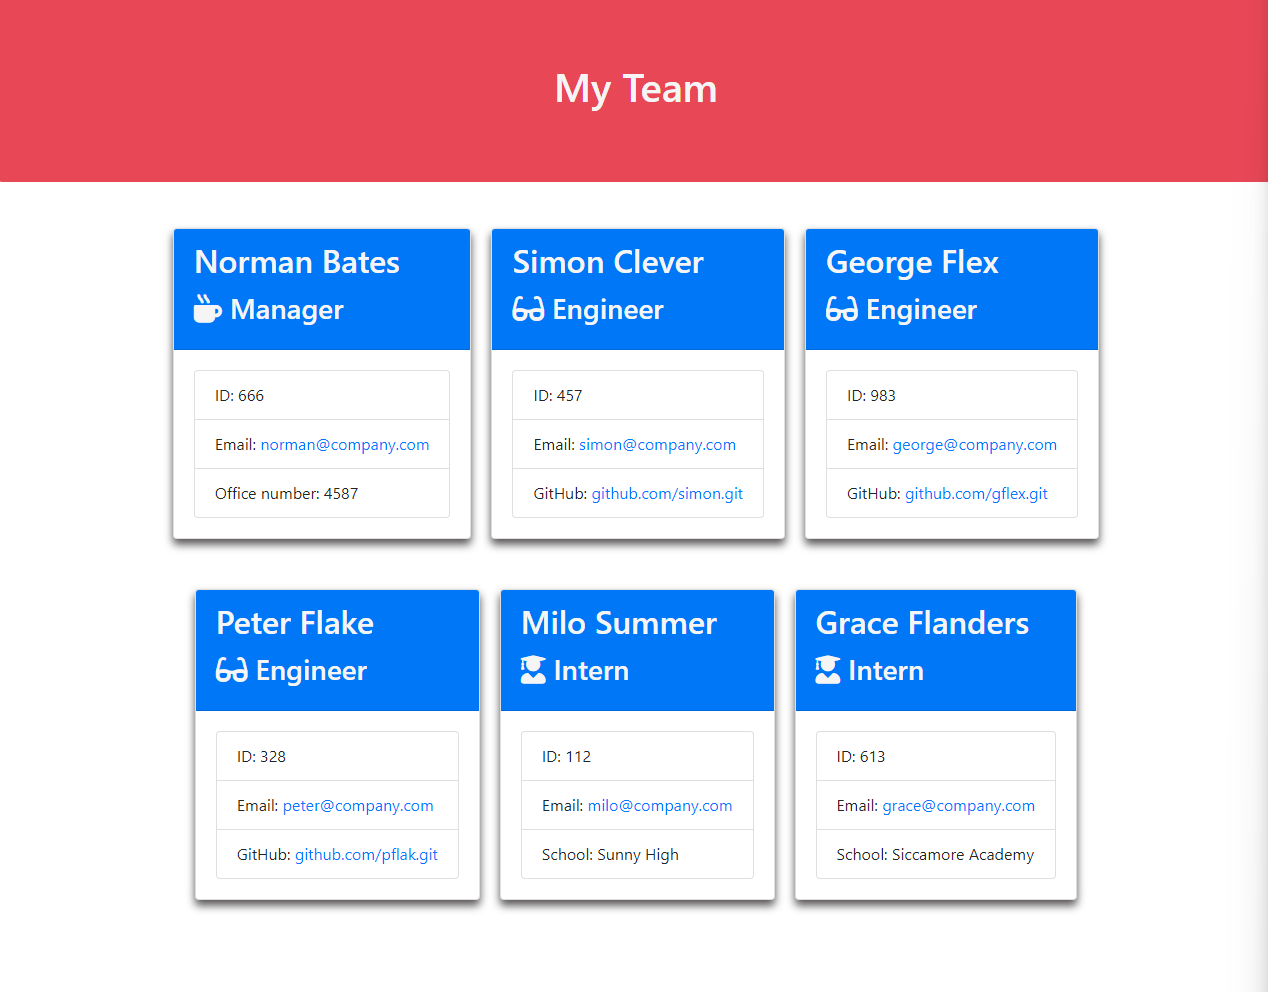 My Team
Norman Bates
Manager
ID: 666
Email: norman@company.com
Office number: 4587
Simon Clever
Engineer
ID: 457
Email: simon@company.com
GitHub: github.com/simon.git
George Flex
Engineer
ID: 983
Email: george@company.com
GitHub: github.com/gflex.git
Peter Flake
Engineer
ID: 328
Email: peter@company.com
GitHub: github.com/pflak.git
Milo Summer
Intern
ID: 112
Email: milo@company.com
School: Sunny High
Grace Flanders
Intern
ID: 613
Email: grace@company.com
School: Siccamore Academy